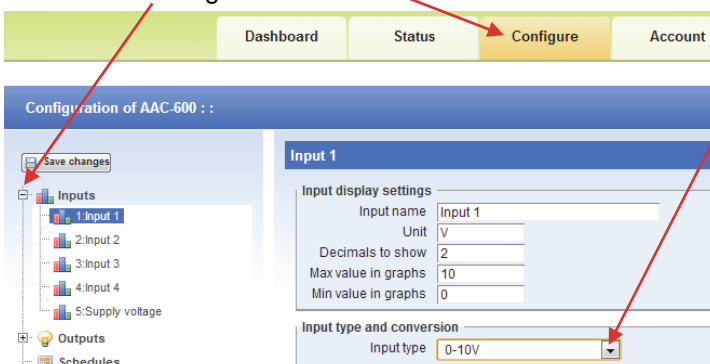 Dashboard Status Configure Account
Configuration of AAC-600 : :
Save changes
Input 1
Inputs
1:Input 1
2:Input 2
3:Input 3
4:Input 4
5:Supply voltage
Outputs
Schedules
Input display settings
Input name Input 1
Unit V
Decimals to show 2
Max value in graphs 10
Min value in graphs 0
Input type and conversion
Input type 0-10V